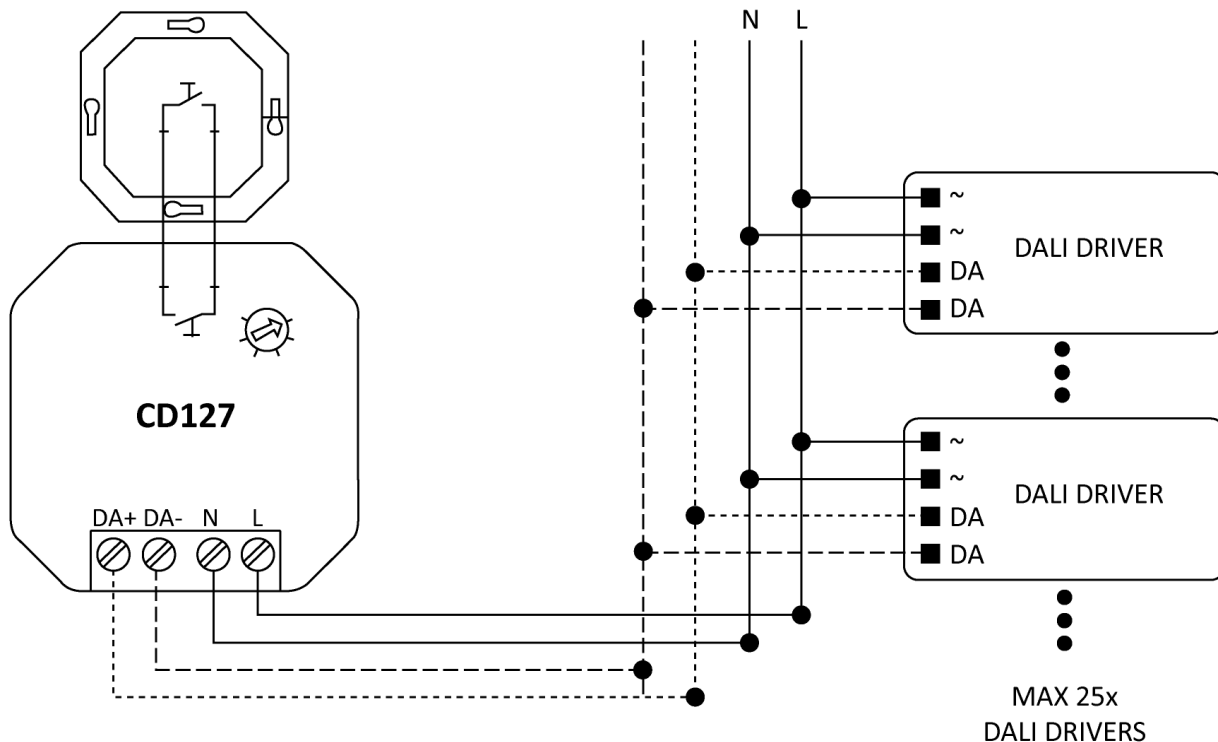 N L
~
~
DALI DRIVER
DA
DA
CD127
~
~
DALI DRIVER
DA
DA
DA+ DA- N L
MAX 25x
DALI DRIVERS